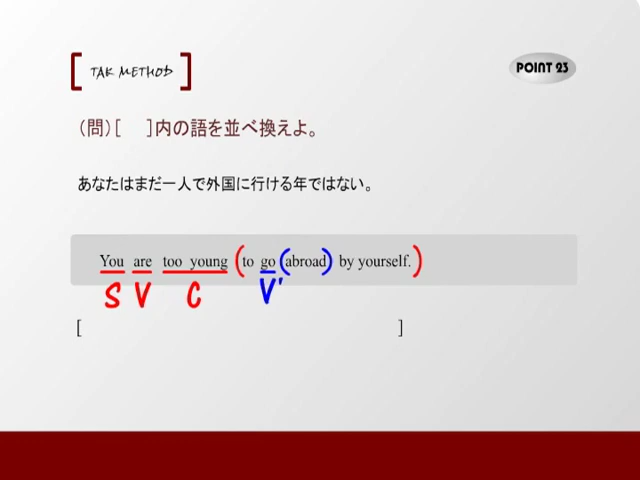 [ TAK METHOD ]
POINT 23
(問) [ ]内の語を並べ換えよ。
あなたはまだ一人で外国に行ける年ではない。
You are too young (to go (abroad) by yourself.)
S V C V'
[ ]